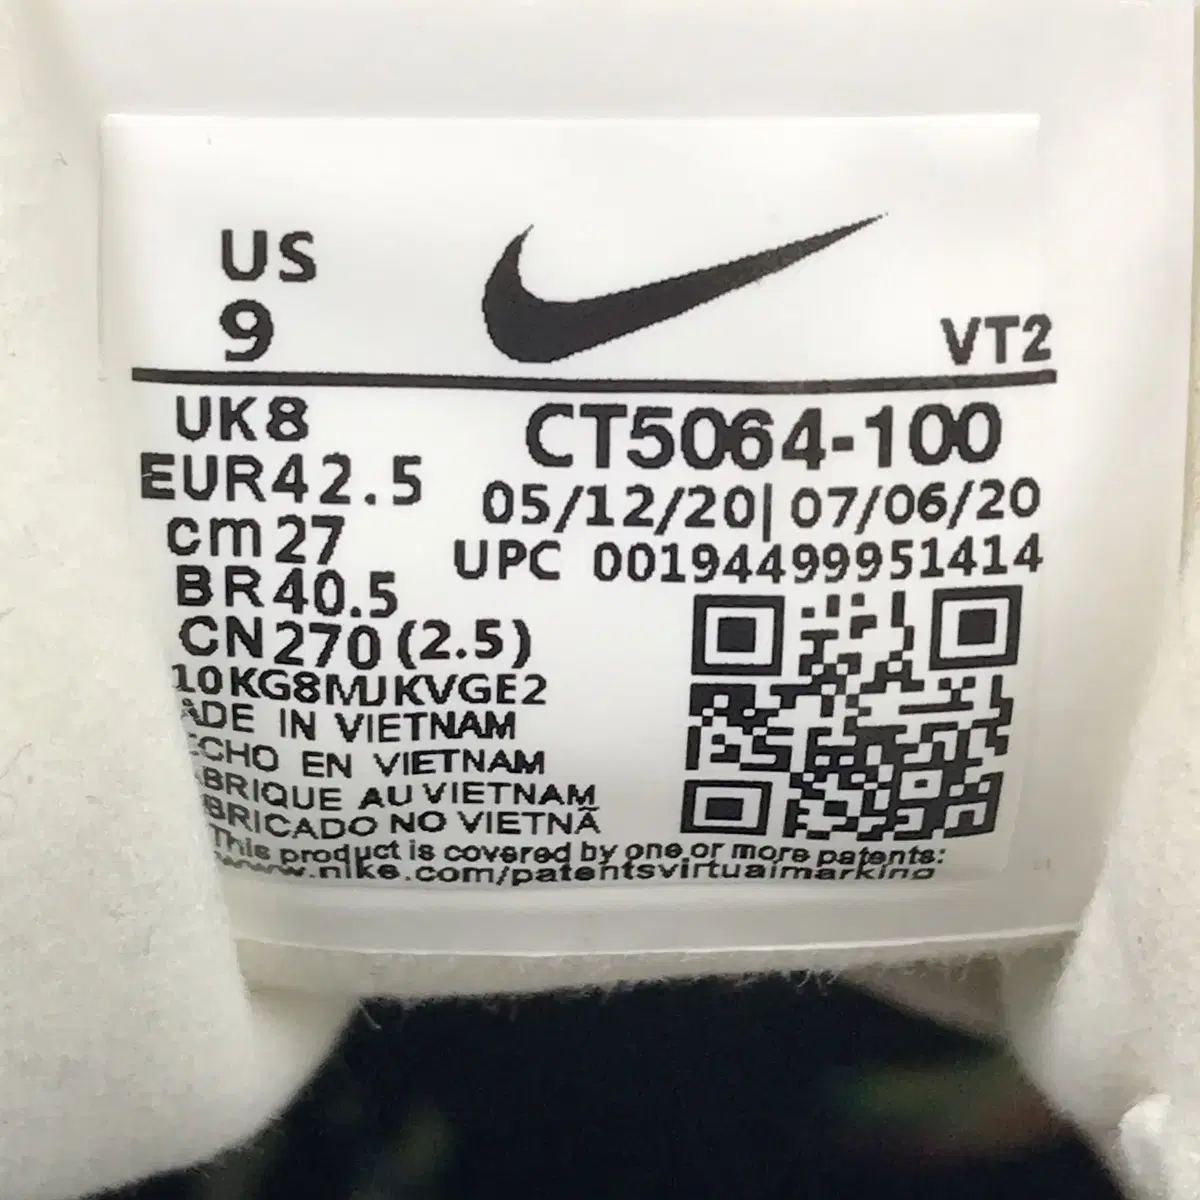 US
9
VT2
UK8
EUR42.5
cm27
BR40.5
CN270(2.5)
CT5064-100
05/12/20|07/06/20
UPC 00194499951414
10KG8MJKVGE2
ADE IN VIETNAM
ECHO EN VIETNAM
ABRIQUE AU VIETNAM
BRICADO NO VIETNÃ
This product is covered by one or more patents:
www.nike.com/patentsvirtualmarking